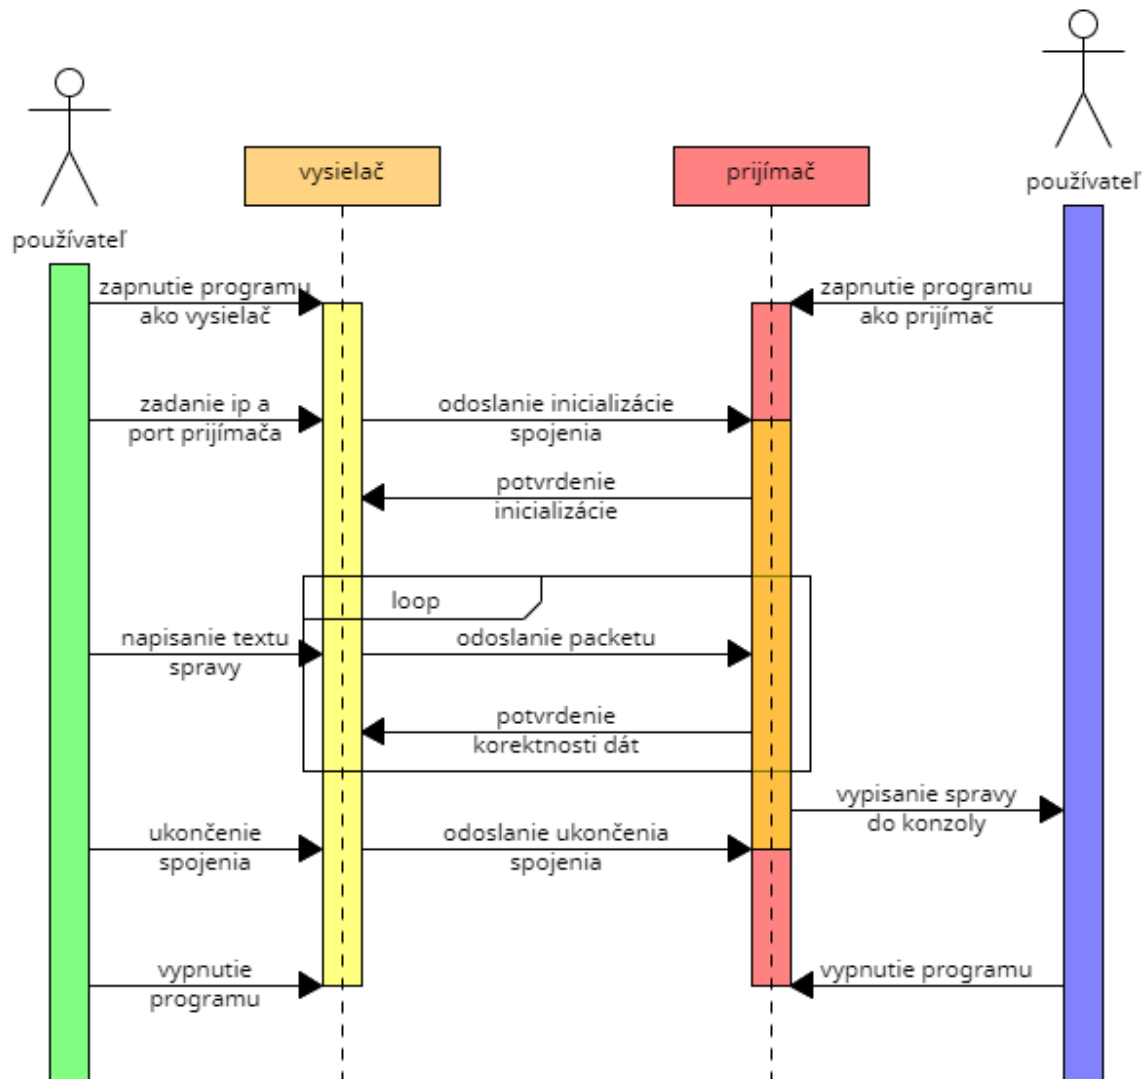 používateľ
vysielač
prijímač
používateľ
zapnutie programu
ako vysielač
zapnutie programu
ako prijímač
zadanie ip a
port prijímača
odoslanie inicializácie
spojenia
potvrdenie
inicializácie
loop
napisanie textu
spravy
odoslanie packetu
potvrdenie
korektnosti dát
vypisanie spravy
do konzoly
ukončenie
spojenia
odoslanie ukončenia
spojenia
vypnutie
programu
vypnutie programu